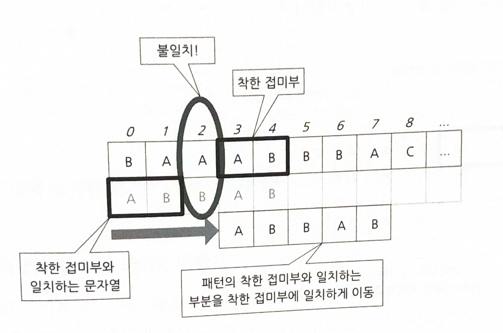 불일치!
착한 접미부
0 1 2 3 4 5 6 7 8 ...
B A A A B B B A C ...
A B B A B
A B B A B
착한 접미부와
일치하는 문자열
패턴의 착한 접미부와 일치하는
부분을 착한 접미부에 일치하게 이동